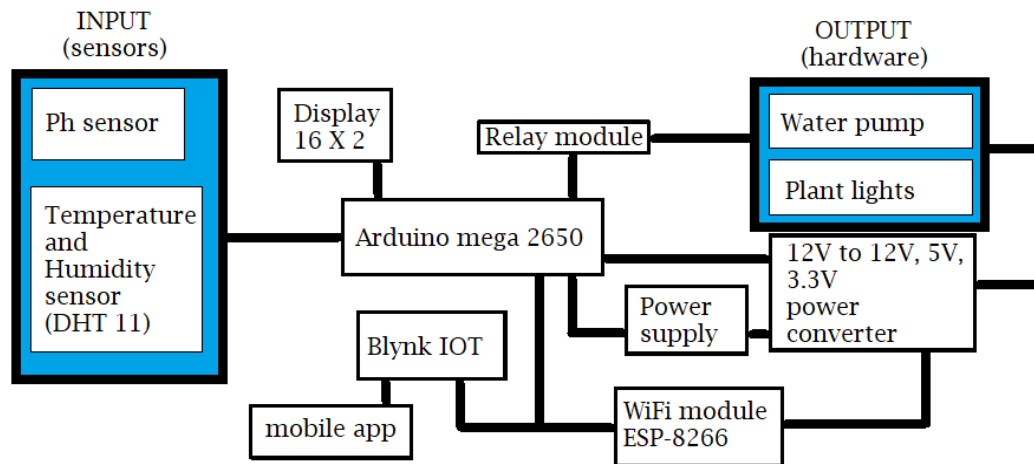 INPUT
(sensors)
Ph sensor
Temperature
and
Humidity
sensor
(DHT 11)
Display
16 X 2
Relay module
Arduino mega 2650
OUTPUT
(hardware)
Water pump
Plant lights
12V to 12V, 5V,
3.3V
power
converter
Power
supply
Blynk IOT
mobile app
WiFi module
ESP-8266